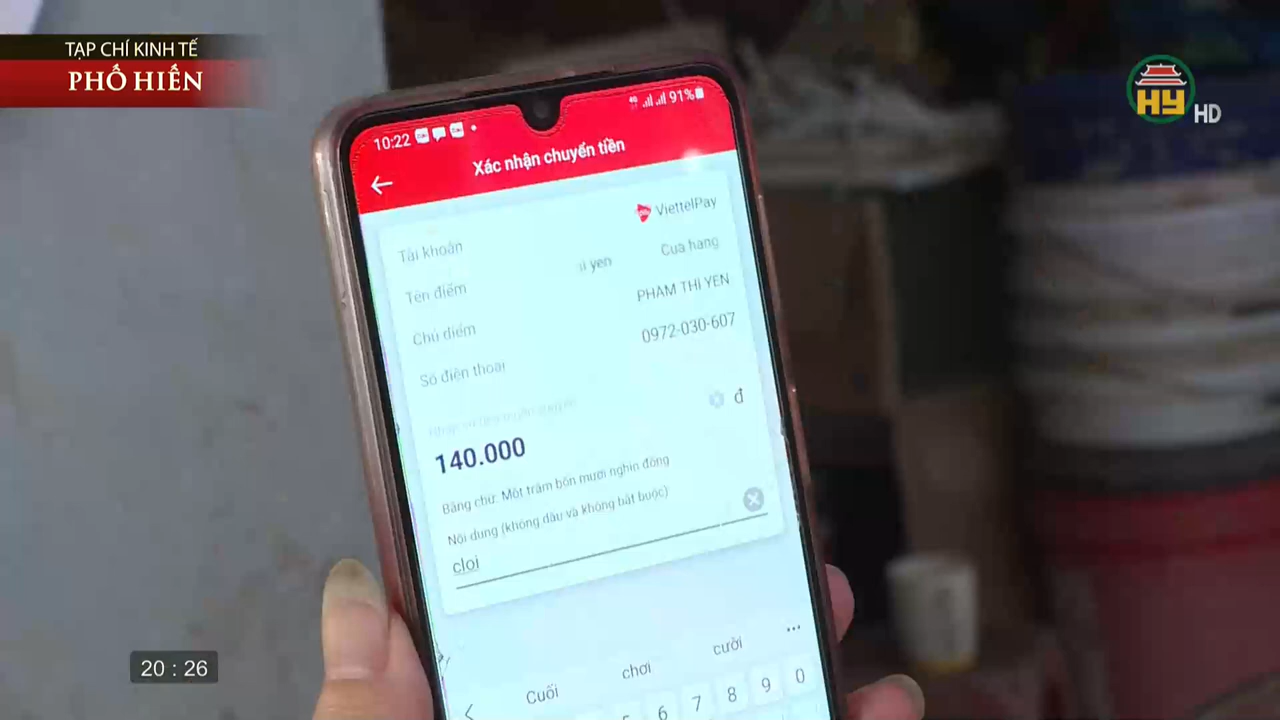 TẠP CHÍ KINH TẾ
PHỐ HIẾN
HY HD
10:22 91%
Xác nhận chuyển tiền
Tài khoản ViettelPay
Tên điểm ii yen Cua hang
Chủ điểm PHAM THI YEN
Số điện thoại 0972-030-607
140.000 đ
Bằng chữ: Một trăm bốn mươi nghìn đồng
Nội dung (không dấu và không bắt buộc)
cloi
Cuối chơi cười ...
6 7 8 9 0
20 : 26